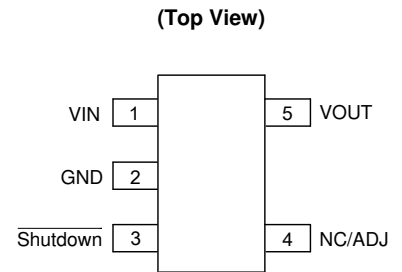 (Top View)
VIN 1
5 VOUT
GND 2
Shutdown 3
4 NC/ADJ